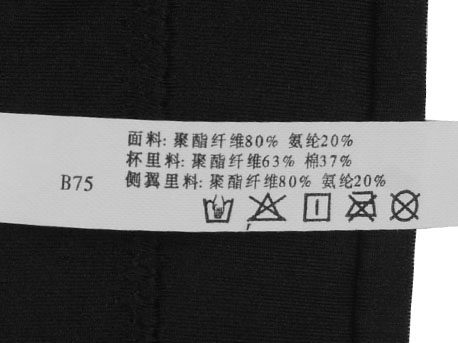 面料: 聚酯纤维80% 氨纶20%
杯里料: 聚酯纤维63% 棉37%
B75 侧翼里料: 聚酯纤维80% 氨纶20%